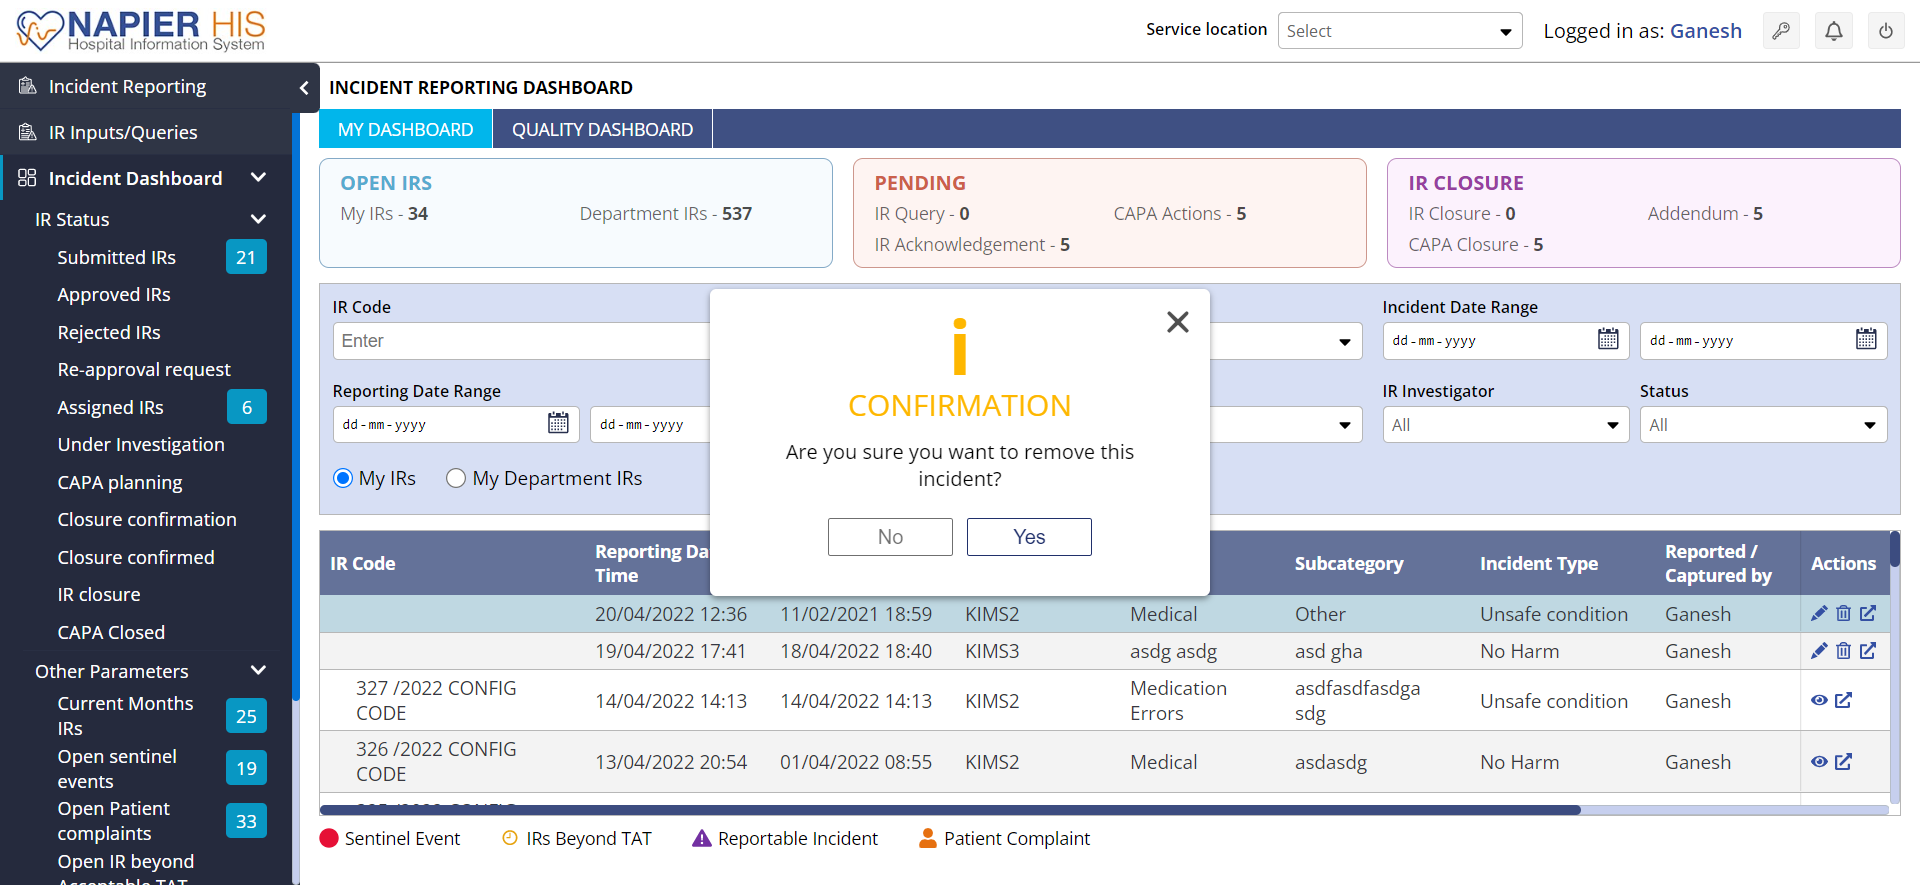 NAPIER HIS
Hospital Information System
Service location
Select
Logged in as: Ganesh
Incident Reporting
IR Inputs/Queries
Incident Dashboard
IR Status
Submitted IRs 21
Approved IRs
Rejected IRs
Re-approval request
Assigned IRs 6
Under Investigation
CAPA planning
Closure confirmation
Closure confirmed
IR closure
CAPA Closed
Other Parameters
Current Months
IRs
25
Open sentinel
events
19
Open Patient
complaints
33
Open IR beyond
Acceptable TAT
INCIDENT REPORTING DASHBOARD
MY DASHBOARD QUALITY DASHBOARD
OPEN IRS
My IRs - 34 Department IRs - 537
PENDING
IR Query - 0 CAPA Actions - 5
IR Acknowledgement - 5
IR CLOSURE
IR Closure - 0 Addendum - 5
CAPA Closure - 5
IR Code
Enter
Incident Date Range
dd-mm-yyyy dd-mm-yyyy
Reporting Date Range
dd-mm-yyyy dd-mm-yyyy
IR Investigator
All
Status
All
My IRs My Department IRs
CONFIRMATION
Are you sure you want to remove this
incident?
No Yes
IR Code
Reporting Da
Time
Subcategory
Incident Type
Reported /
Captured by
Actions
20/04/2022 12:36 11/02/2021 18:59 KIMS2 Medical Other Unsafe condition Ganesh
19/04/2022 17:41 18/04/2022 18:40 KIMS3 asdg asdg asd gha No Harm Ganesh
327 /2022 CONFIG
CODE
14/04/2022 14:13 14/04/2022 14:13 KIMS2
Medication
Errors
asdfasdfasdga
sdg
Unsafe condition Ganesh
326 /2022 CONFIG
CODE
13/04/2022 20:54 01/04/2022 08:55 KIMS2 Medical asdasdg No Harm Ganesh
Sentinel Event IRs Beyond TAT Reportable Incident Patient Complaint